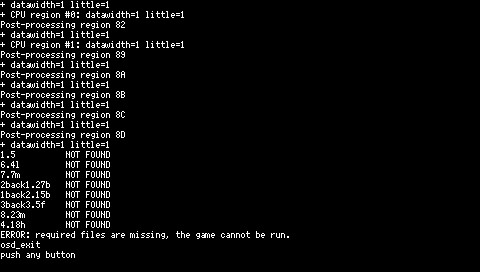 + datawidth=1 little=1
+ CPU region #0: datawidth=1 little=1
Post-processing region 82
+ datawidth=1 little=1
+ CPU region #1: datawidth=1 little=1
Post-processing region 89
+ datawidth=1 little=1
Post-processing region 8A
+ datawidth=1 little=1
Post-processing region 8B
+ datawidth=1 little=1
Post-processing region 8C
+ datawidth=1 little=1
Post-processing region 8D
+ datawidth=1 little=1
1.5 NOT FOUND
6.4l NOT FOUND
7.7m NOT FOUND
2back1.27b NOT FOUND
1back2.15b NOT FOUND
3back3.5f NOT FOUND
8.23m NOT FOUND
4.18h NOT FOUND
ERROR: required files are missing, the game cannot be run.
osd_exit
push any button